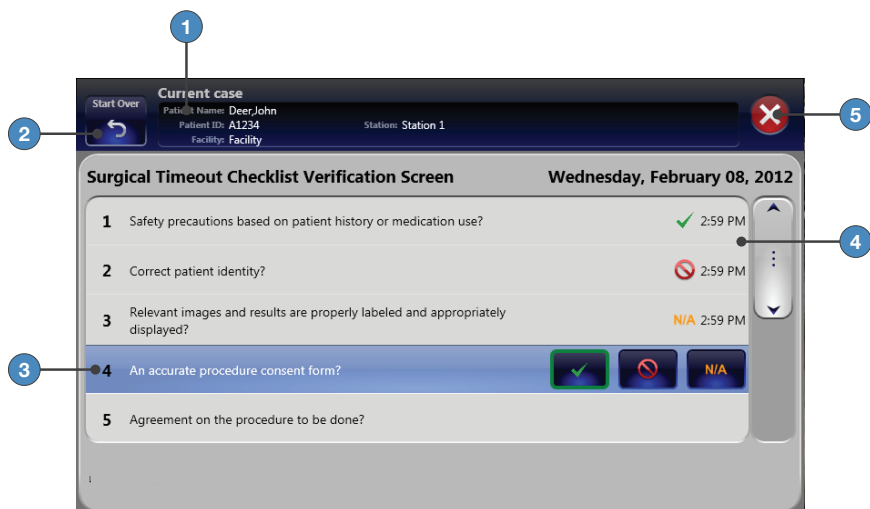 1
Current case
Start Over
Patient Name: Deer,John
Patient ID: A1234 Station: Station 1
Facility: Facility
5
2
Surgical Timeout Checklist Verification Screen Wednesday, February 08, 2012
1 Safety precautions based on patient history or medication use? 2:59 PM
4
2 Correct patient identity? 2:59 PM
3 Relevant images and results are properly labeled and appropriately
displayed?
N/A 2:59 PM
3
4 An accurate procedure consent form? N/A
5 Agreement on the procedure to be done?